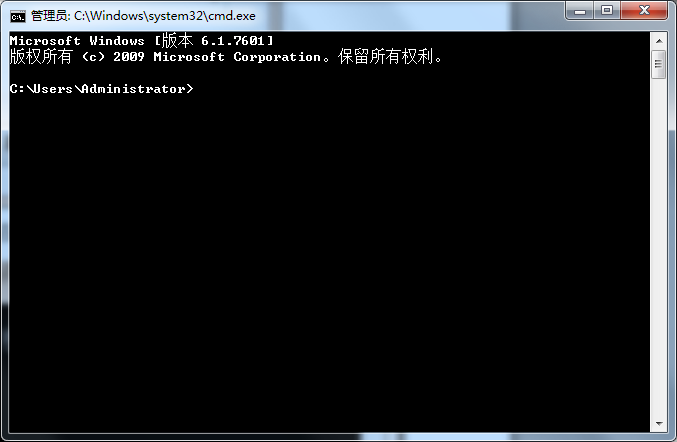 管理员: C:\Windows\system32\cmd.exe
Microsoft Windows [版本 6.1.7601]
版权所有 (c) 2009 Microsoft Corporation。保留所有权利。
C:\Users\Administrator>